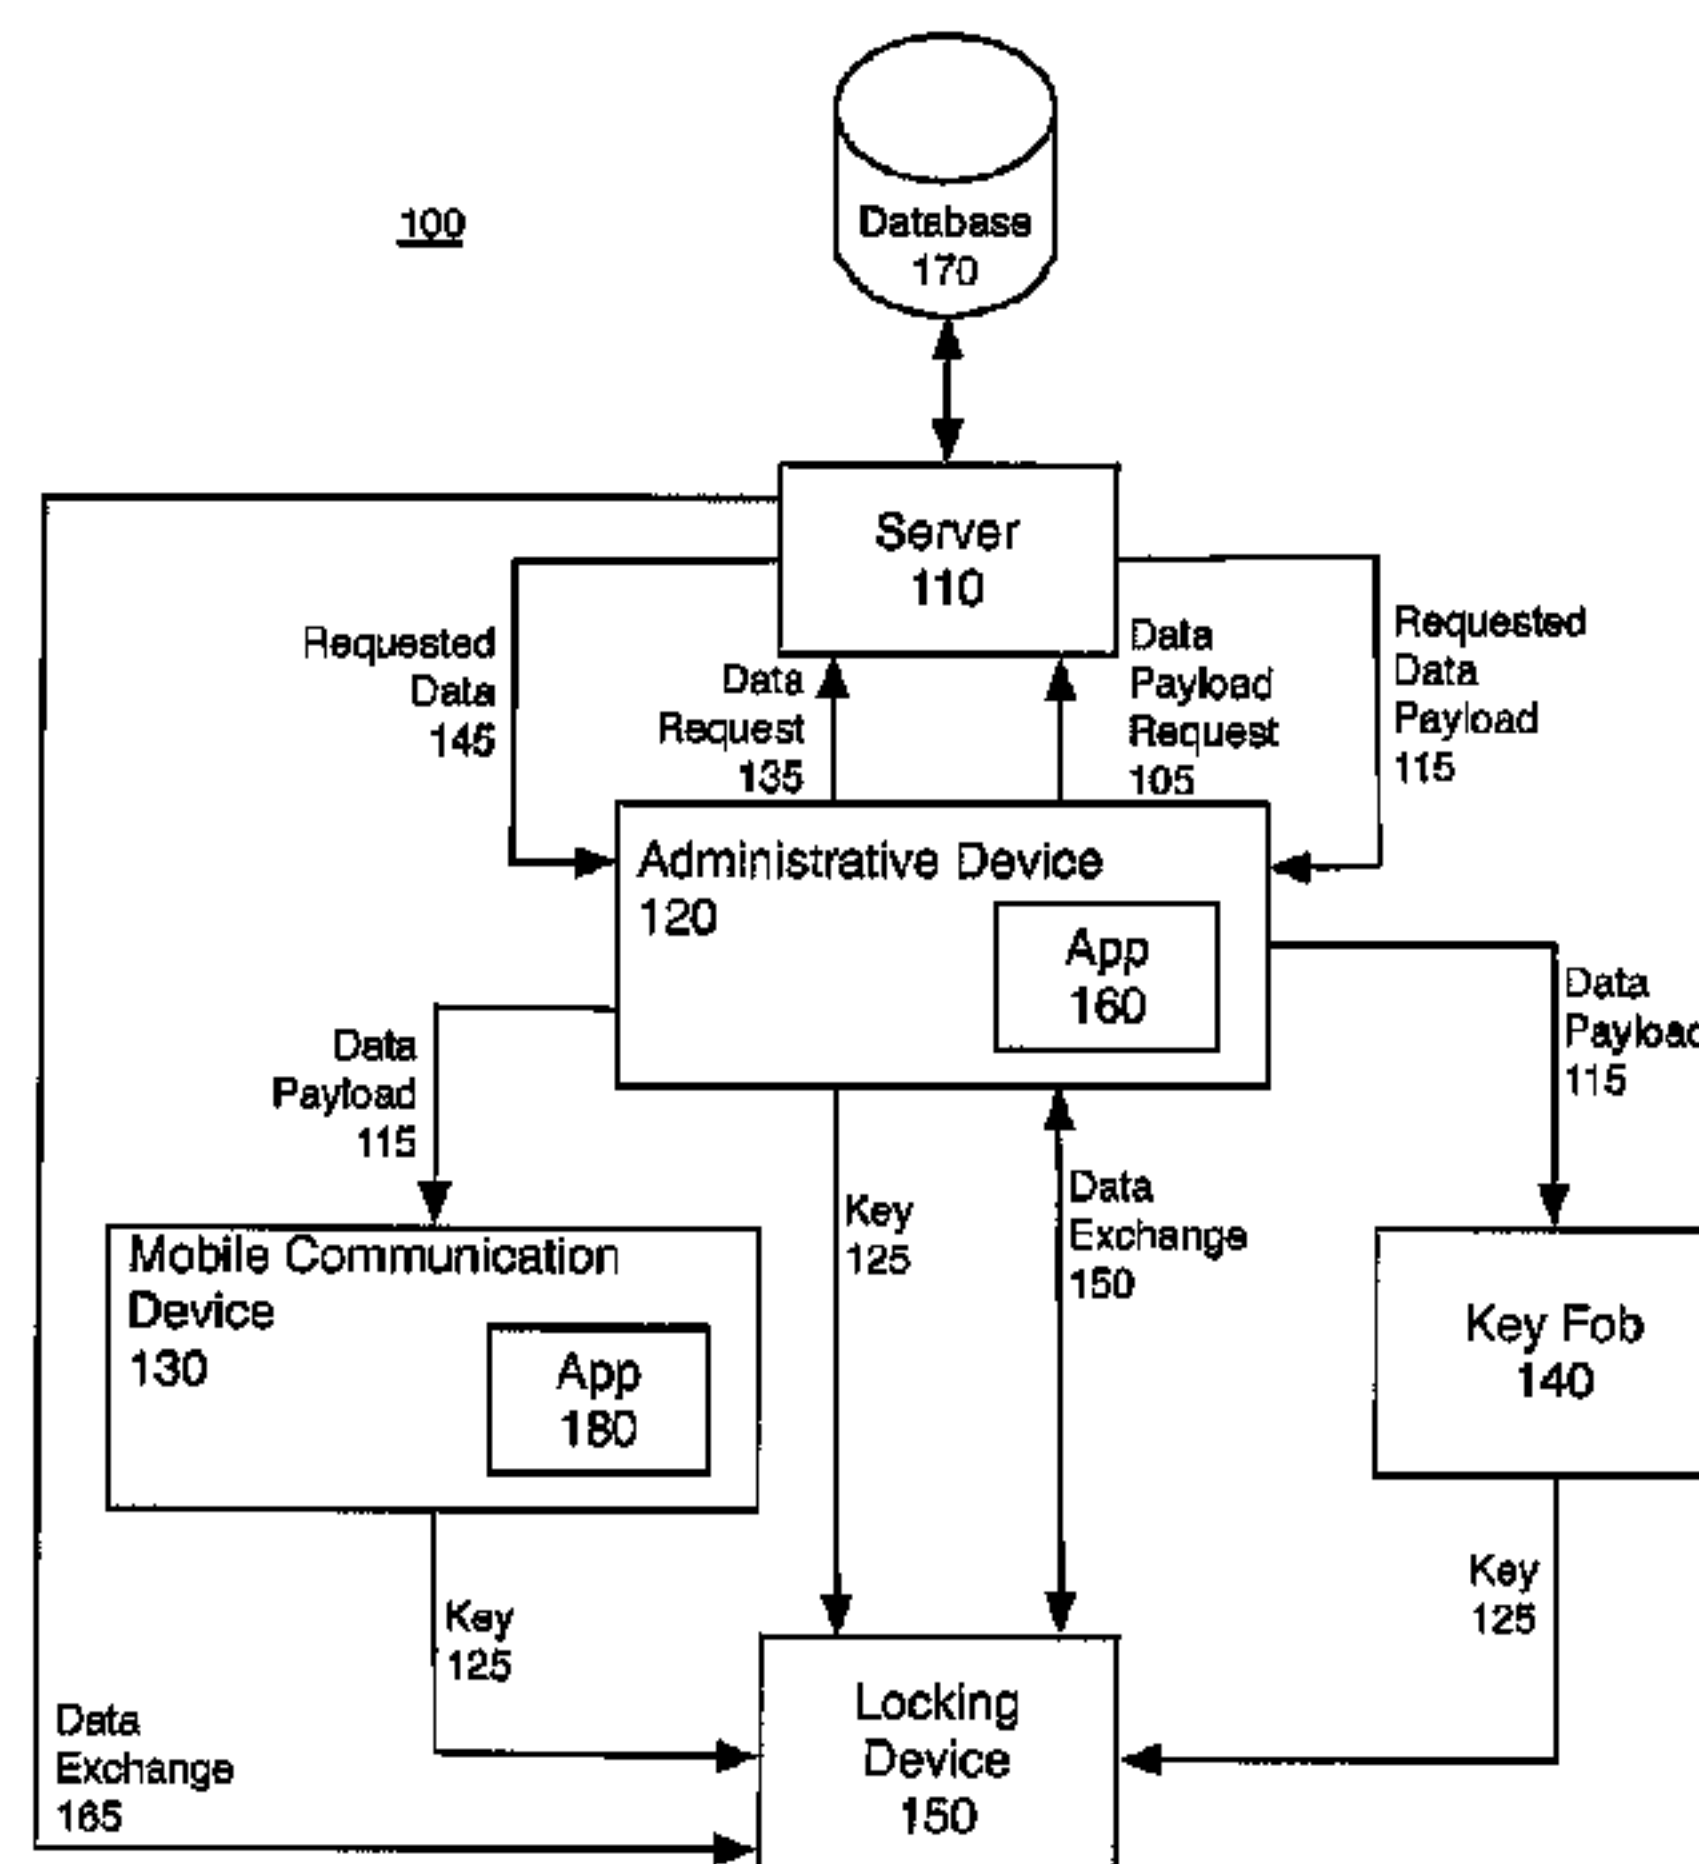 100
Database
170
Server
110
Requested
Data
145
Data
Request
135
Data
Payload
Request
105
Requested
Data
Payload
115
Administrative Device
120
App
160
Data
Payload
115
Data
Payload
115
Key
125
Data
Exchange
150
Mobile Communication
Device
130
App
180
Key Fob
140
Key
125
Key
125
Locking
Device
150
Data
Exchange
165